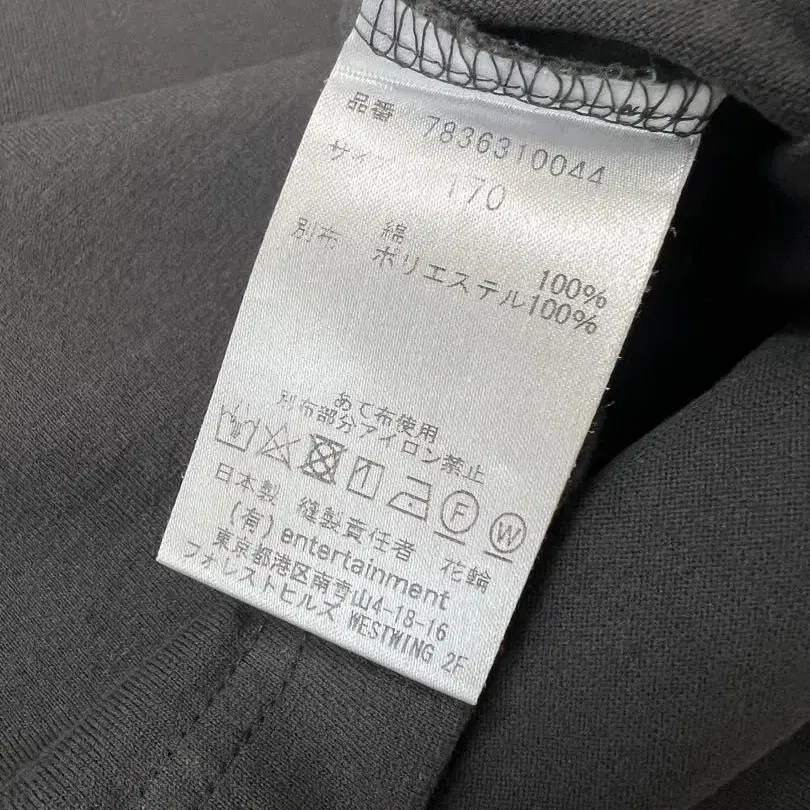 品番 7836310044
サイズ 170
綿 100%
別布 ポリエステル100%
あて布使用
別布部分アイロン禁止
F W
日本製 縫製責任者 花輪
(有) entertainment
東京都港区南青山4-18-16
フォレストヒルズ WESTWING 2F